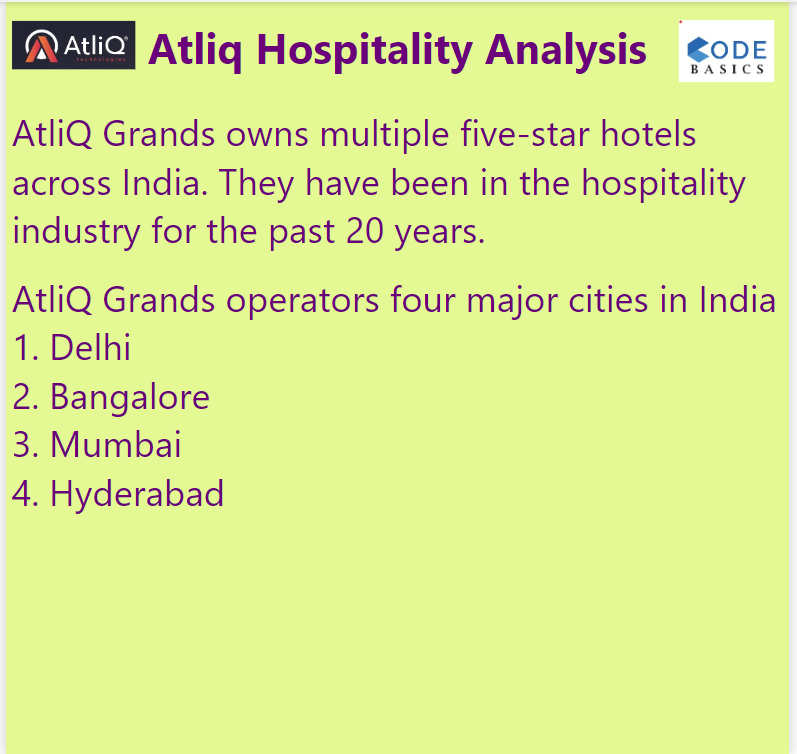 AtliQ
technologies
Atliq Hospitality Analysis
CODE
BASICS
AtliQ Grands owns multiple five-star hotels
across India. They have been in the hospitality
industry for the past 20 years.
AtliQ Grands operators four major cities in India
1. Delhi
2. Bangalore
3. Mumbai
4. Hyderabad